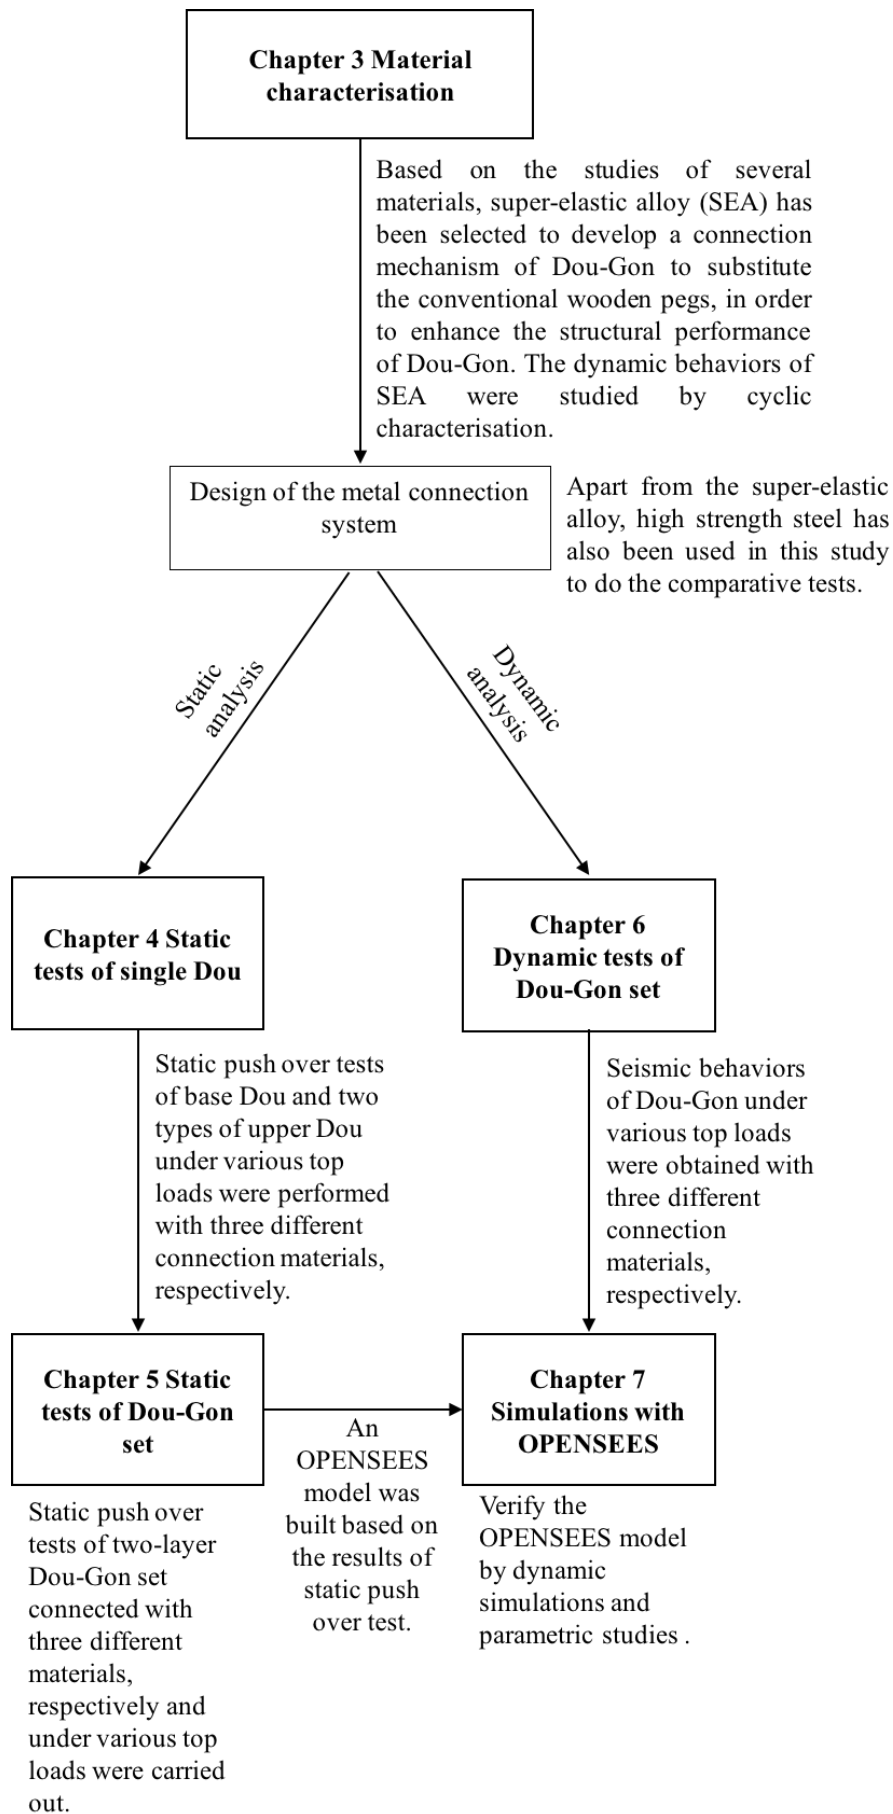 Chapter 3 Material
characterisation
Based on the studies of several
materials, super-elastic alloy (SEA) has
been selected to develop a connection
mechanism of Dou-Gon to substitute
the conventional wooden pegs, in order
to enhance the structural performance
of Dou-Gon. The dynamic behaviors of
SEA were studied by cyclic
characterisation.
Design of the metal connection
system
Apart from the super-elastic
alloy, high strength steel has
also been used in this study
to do the comparative tests.
Static
analysis
Dynamic
analysis
Chapter 4 Static
tests of single Dou
Chapter 6
Dynamic tests of
Dou-Gon set
Static push over tests
of base Dou and two
types of upper Dou
under various top
loads were performed
with three different
connection materials,
respectively.
Seismic behaviors
of Dou-Gon under
various top loads
were obtained with
three different
connection
materials,
respectively.
Chapter 5 Static
tests of Dou-Gon
set
An
OPENSEES
model was
built based on
the results of
static push
over test.
Chapter 7
Simulations with
OPENSEES
Static push over
tests of two-layer
Dou-Gon set
connected with
three different
materials,
respectively and
under various top
loads were carried
out.
Verify the
OPENSEES model
by dynamic
simulations and
parametric studies .